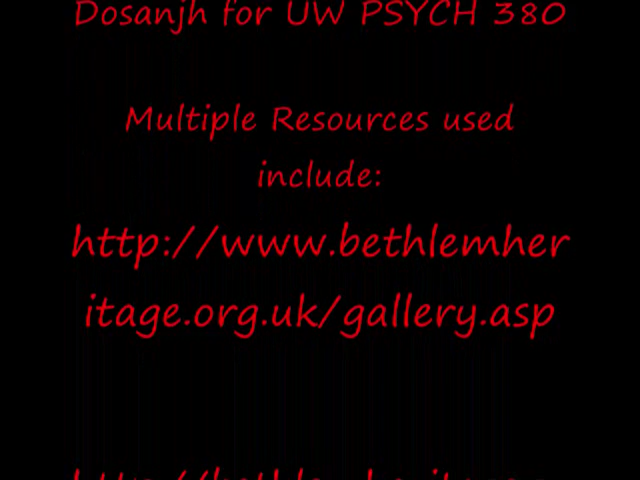 Dosanjh for UW PSYCH 380
Multiple Resources used
include:
http://www.bethlemher
itage.org.uk/gallery.asp